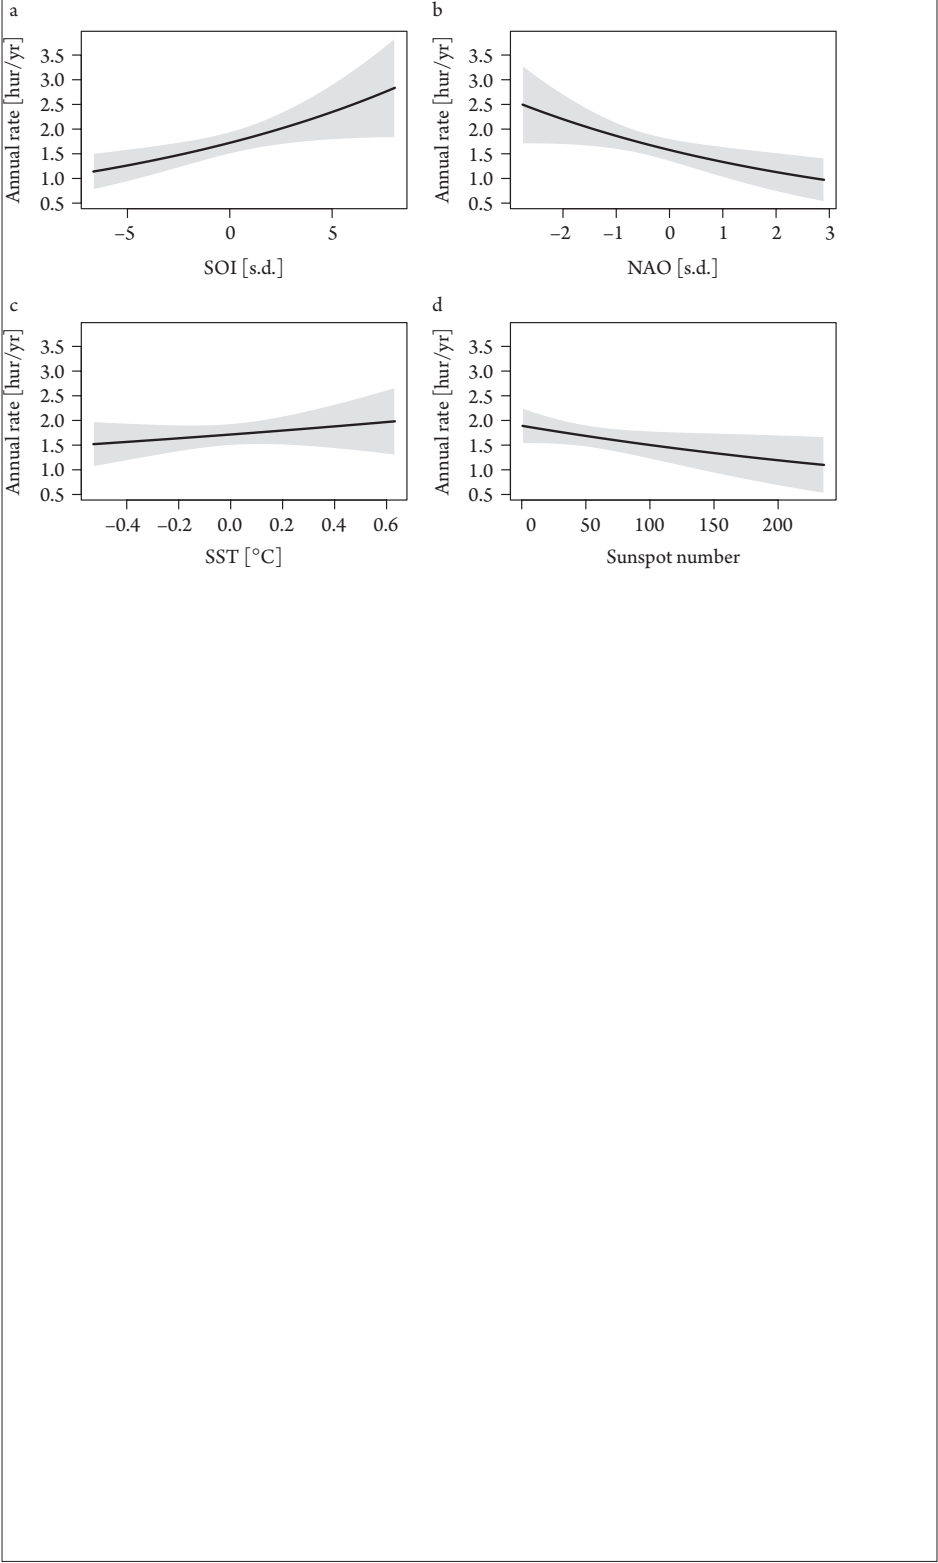 a
Annual rate [hur/yr]
3.5
3.0
2.5
2.0
1.5
1.0
0.5
–5 0 5
SOI [s.d.]
b
Annual rate [hur/yr]
3.5
3.0
2.5
2.0
1.5
1.0
0.5
–2 –1 0 1 2 3
NAO [s.d.]
c
Annual rate [hur/yr]
3.5
3.0
2.5
2.0
1.5
1.0
0.5
–0.4 –0.2 0.0 0.2 0.4 0.6
SST [°C]
d
Annual rate [hur/yr]
3.5
3.0
2.5
2.0
1.5
1.0
0.5
0 50 100 150 200
Sunspot number